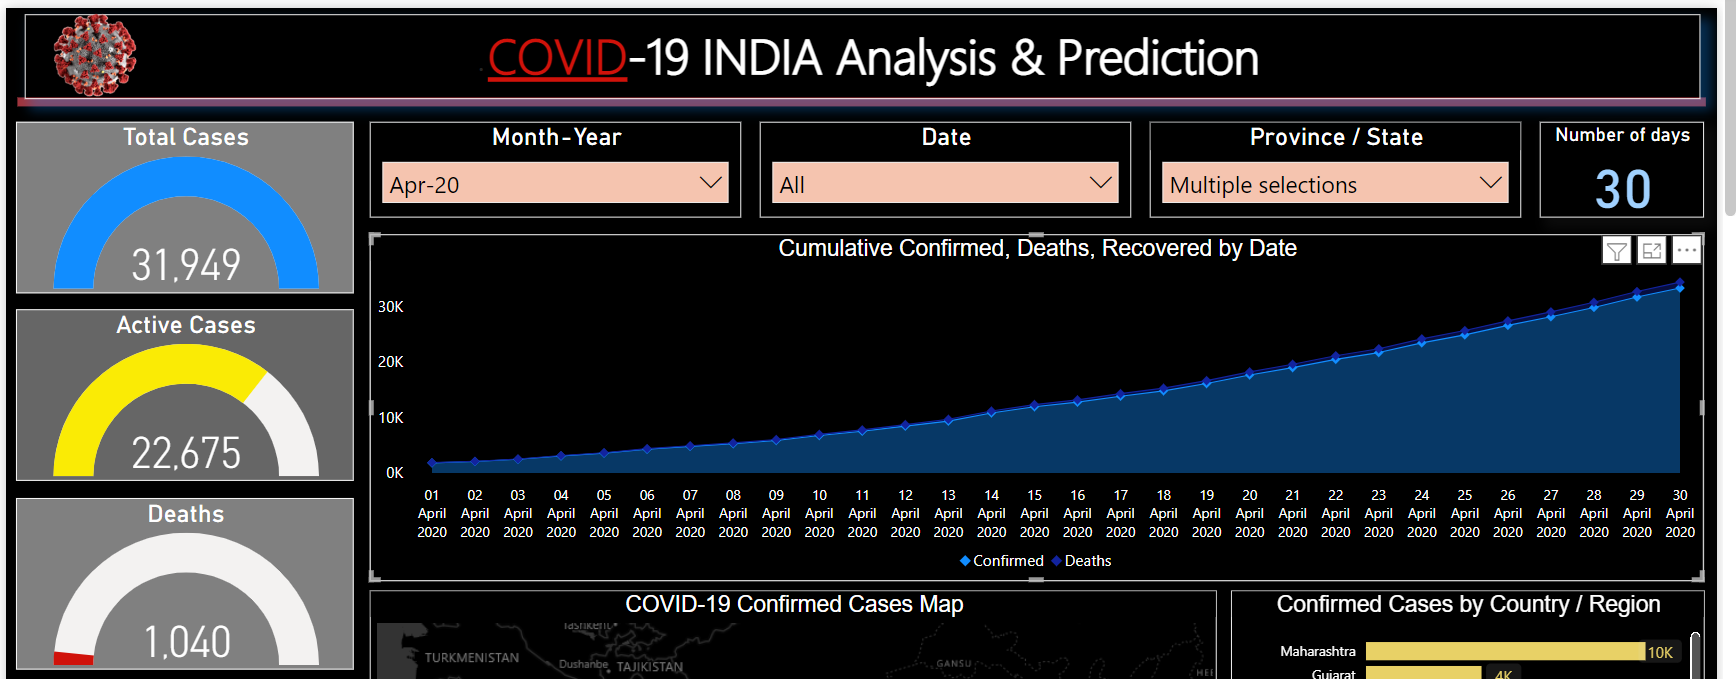 COVID-19 INDIA Analysis & Prediction
Total Cases
31,949
Active Cases
22,675
Deaths
1,040
Month-Year
Apr-20
Date
All
Province / State
Multiple selections
Number of days
30
Cumulative Confirmed, Deaths, Recovered by Date
30K
20K
10K
0K
01 02 03 04 05 06 07 08 09 10 11 12 13 14 15 16 17 18 19 20 21 22 23 24 25 26 27 28 29 30
April April April April April April April April April April April April April April April April April April April April April April April April April April April April April April
2020 2020 2020 2020 2020 2020 2020 2020 2020 2020 2020 2020 2020 2020 2020 2020 2020 2020 2020 2020 2020 2020 2020 2020 2020 2020 2020 2020 2020 2020
Confirmed Deaths
COVID-19 Confirmed Cases Map
Tashkent
TURKMENISTAN
Dushanbe
TAJIKISTAN
GANSU
HEE
Confirmed Cases by Country / Region
Maharashtra 10K
Gujarat 4K